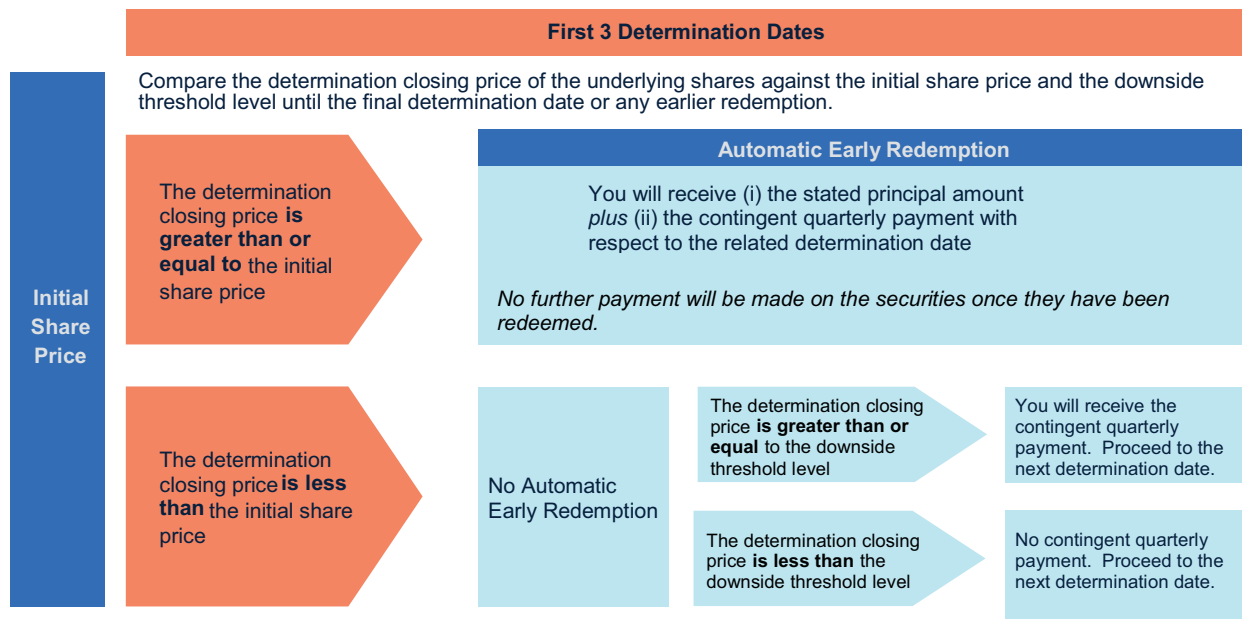 First 3 Determination Dates
Compare the determination closing price of the underlying shares against the initial share price and the downside
threshold level until the final determination date or any earlier redemption.
Initial
Share
Price
The determination
closing price is
greater than or
equal to the initial
share price
Automatic Early Redemption
You will receive (i) the stated principal amount
plus (ii) the contingent quarterly payment with
respect to the related determination date
No further payment will be made on the securities once they have been
redeemed.
The determination
closing price is less
than the initial share
price
No Automatic
Early Redemption
The determination closing
price is greater than or
equal to the downside
threshold level
You will receive the
contingent quarterly
payment. Proceed to the
next determination date.
The determination closing
price is less than the
downside threshold level
No contingent quarterly
payment. Proceed to the
next determination date.